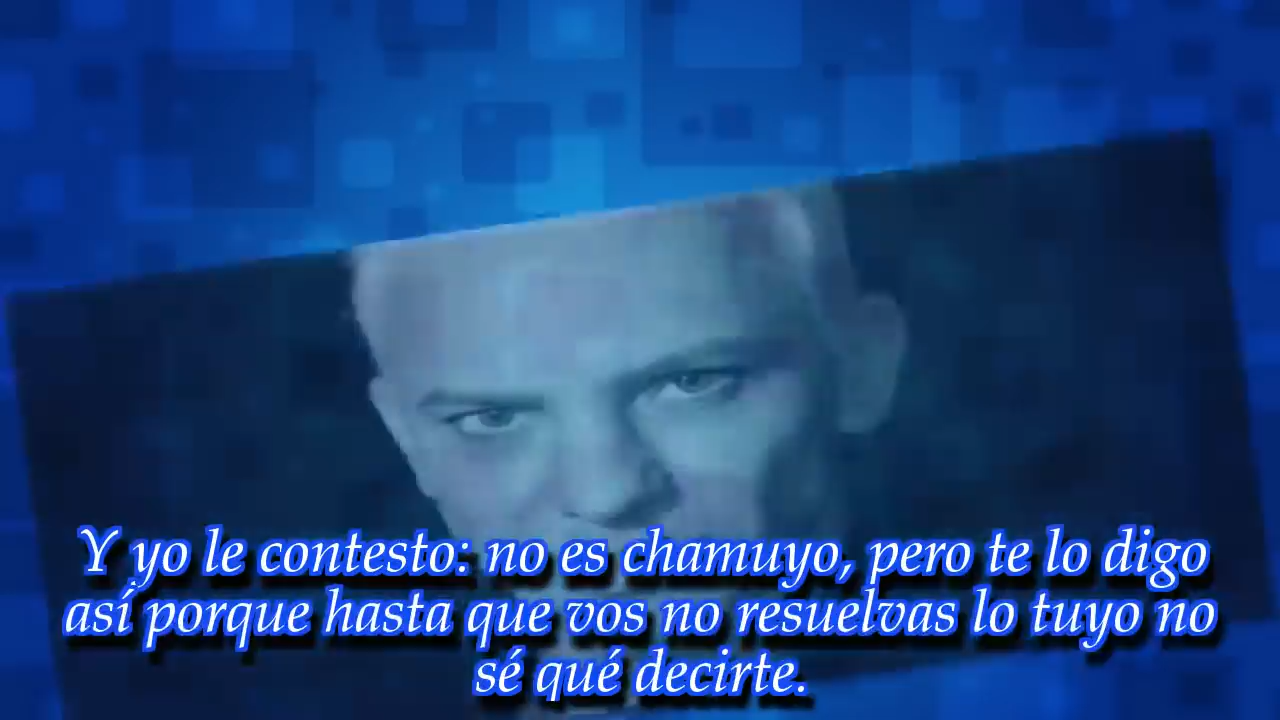 Y yo le contesto: no es chamuyo, pero te lo digo
así porque hasta que vos no resuelvas lo tuyo no
sé qué decirte.